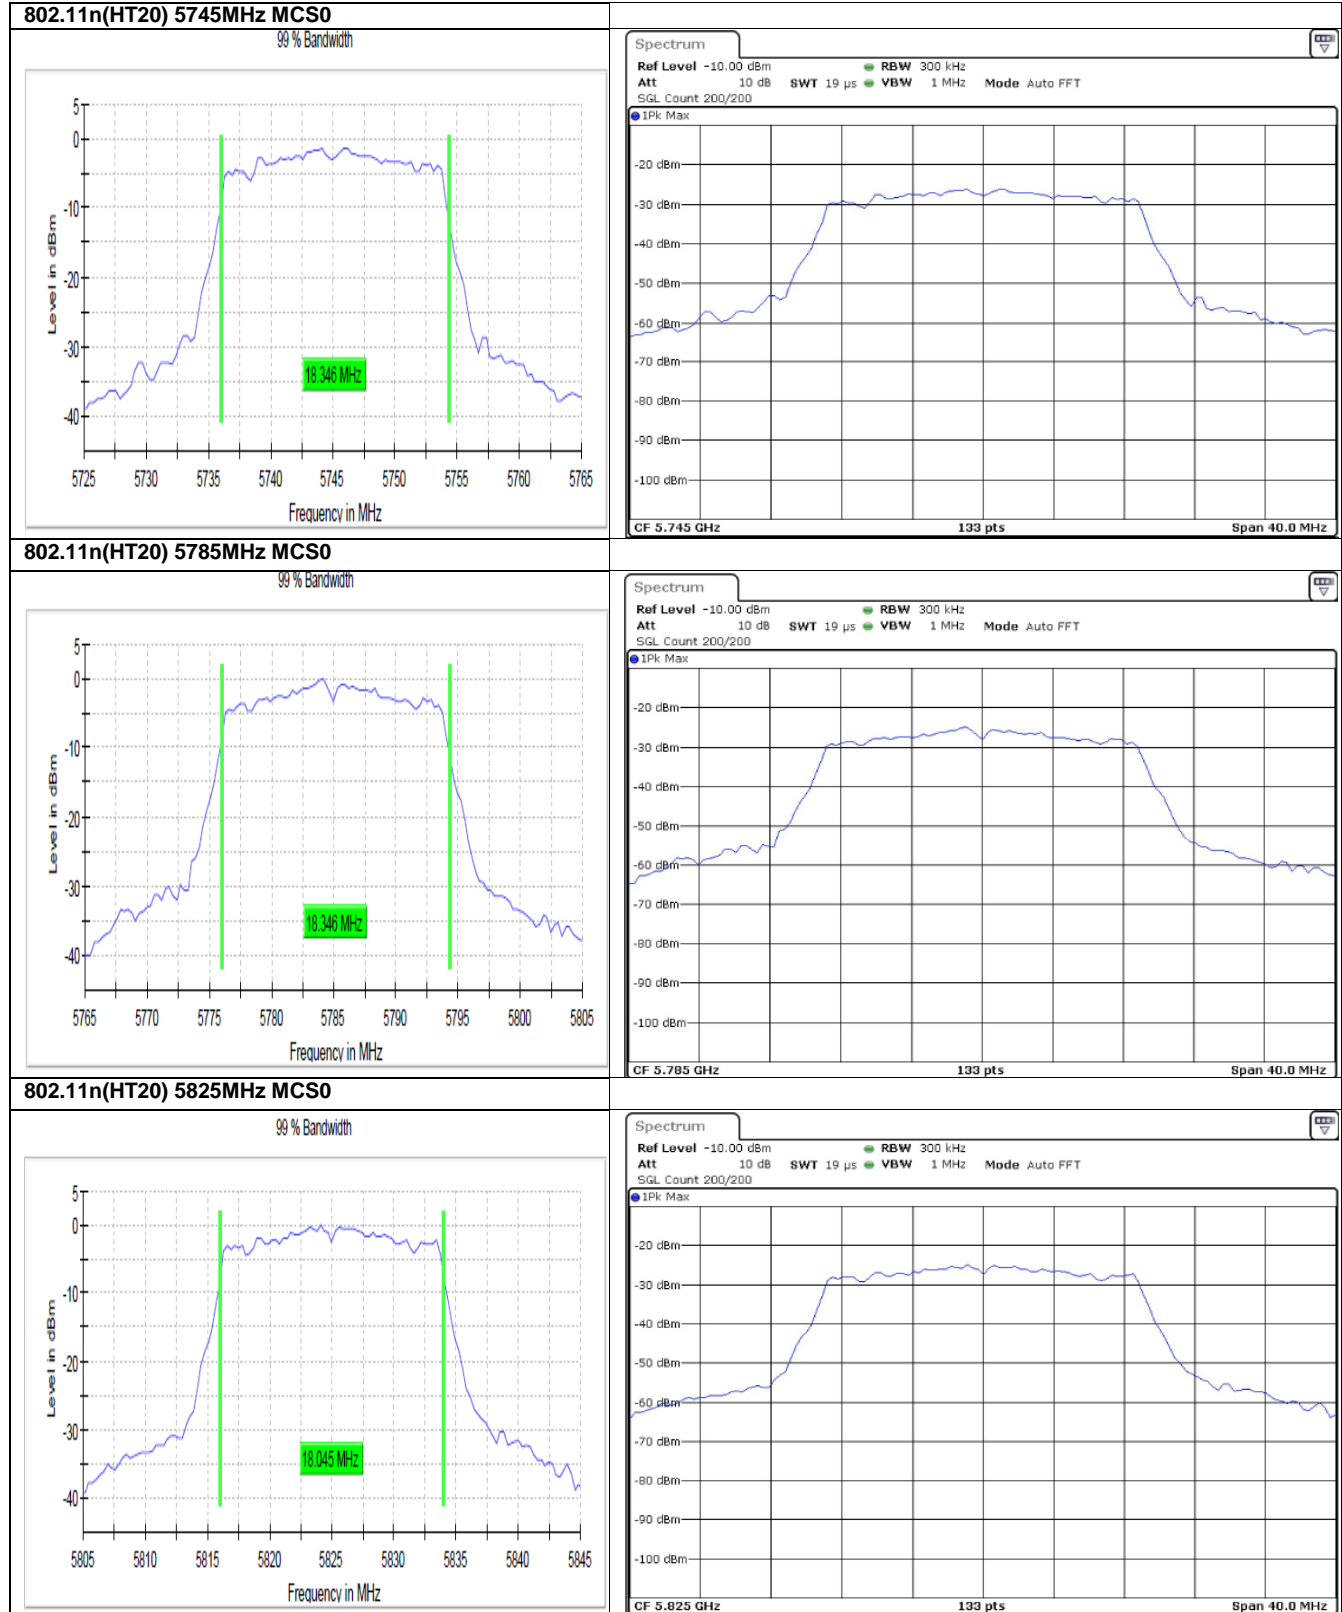 802.11n(HT20) 5745MHz MCS0
99 % Bandwidth
5
0
-10
-20
-30
-40
Level in dBm
18.346 MHz
5725 5730 5735 5740 5745 5750 5755 5760 5765
Frequency in MHz
Spectrum
Ref Level -10.00 dBm RBW 300 kHz
Att 10 dB SWT 19 µs VBW 1 MHz Mode Auto FFT
SGL Count 200/200
1Pk Max
-20 dBm
-30 dBm
-40 dBm
-50 dBm
-60 dBm
-70 dBm
-80 dBm
-90 dBm
-100 dBm
CF 5.745 GHz 133 pts Span 40.0 MHz
802.11n(HT20) 5785MHz MCS0
99 % Bandwidth
5
0
-10
-20
-30
-40
Level in dBm
18.346 MHz
5765 5770 5775 5780 5785 5790 5795 5800 5805
Frequency in MHz
Spectrum
Ref Level -10.00 dBm RBW 300 kHz
Att 10 dB SWT 19 µs VBW 1 MHz Mode Auto FFT
SGL Count 200/200
1Pk Max
-20 dBm
-30 dBm
-40 dBm
-50 dBm
-60 dBm
-70 dBm
-80 dBm
-90 dBm
-100 dBm
CF 5.785 GHz 133 pts Span 40.0 MHz
802.11n(HT20) 5825MHz MCS0
99 % Bandwidth
5
0
-10
-20
-30
-40
Level in dBm
18.045 MHz
5805 5810 5815 5820 5825 5830 5835 5840 5845
Frequency in MHz
Spectrum
Ref Level -10.00 dBm RBW 300 kHz
Att 10 dB SWT 19 µs VBW 1 MHz Mode Auto FFT
SGL Count 200/200
1Pk Max
-20 dBm
-30 dBm
-40 dBm
-50 dBm
-60 dBm
-70 dBm
-80 dBm
-90 dBm
-100 dBm
CF 5.825 GHz 133 pts Span 40.0 MHz